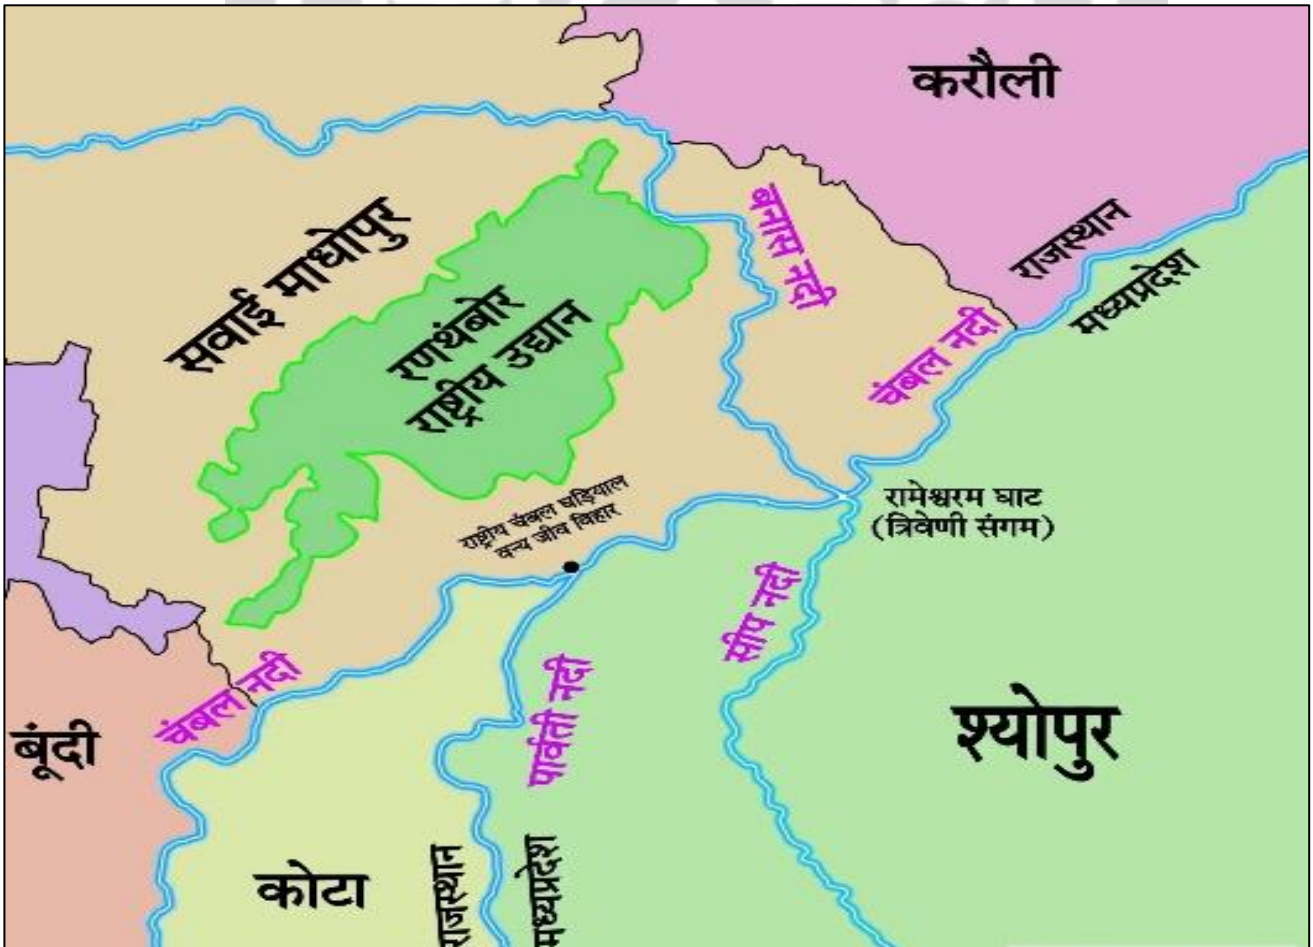 करौली
राजस्थान
मध्यप्रदेश
बनास नदी
चंबल नदी
सवाई माधोपुर
रणथंबोर
राष्ट्रीय उद्यान
रामेश्वरम घाट
(त्रिवेणी संगम)
राष्ट्रीय चंबल घड़ियाल
वन्य जीव विहार
सीप नदी
चंबल नदी
पार्वती नदी
बूंदी
श्योपुर
कोटा
राजस्थान
मध्यप्रदेश